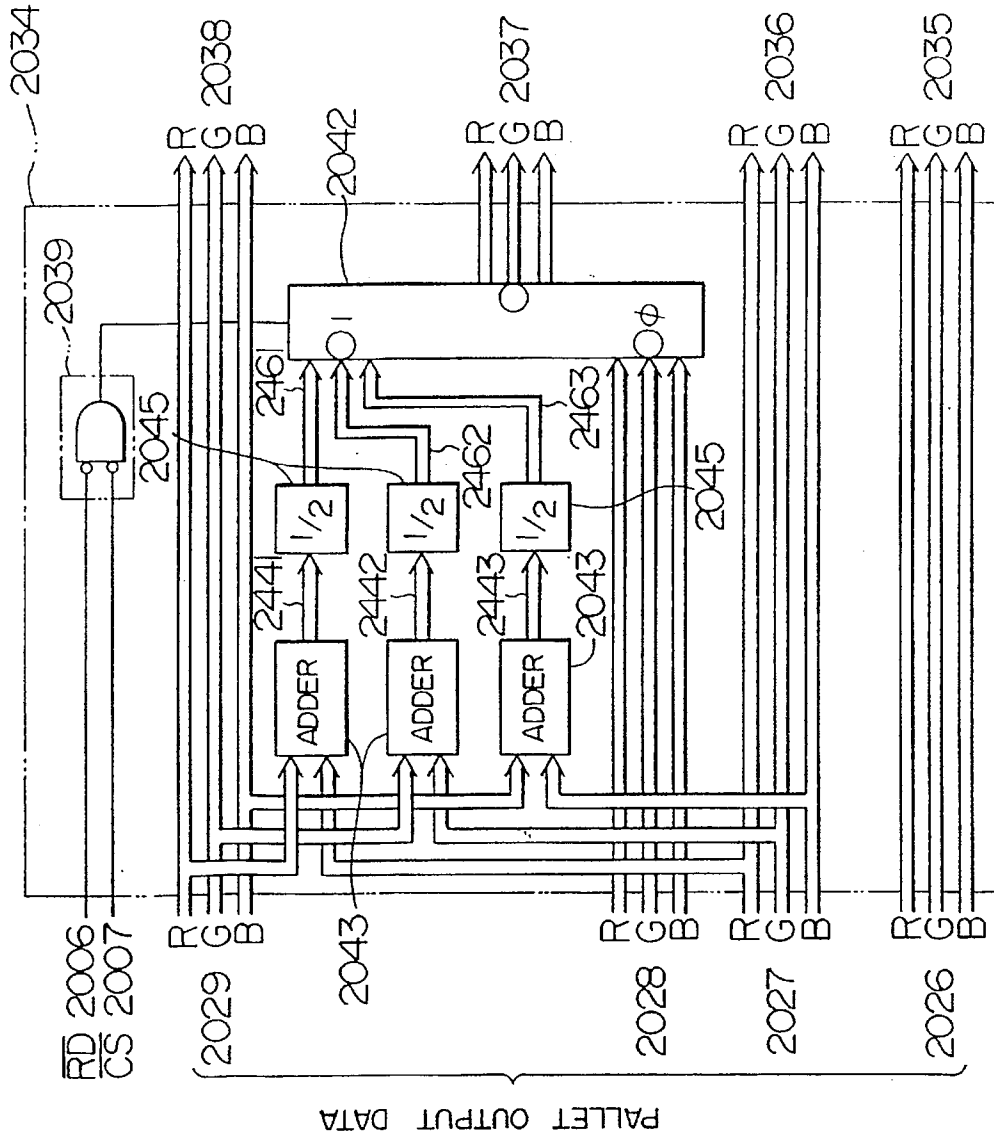 2034
R
G 2038
B
2039
2045
2042
RD 2006
CS 2007
R
2029 G
B
2441
1/2
2461
1
ADDER
2442
1/2
2462
ADDER
R
G 2037
B
2443
1/2
2463
ADDER
2043
2043
2045
R
2028 G
B
φ
R
2027 G
B
R
G 2036
B
R
2026 G
B
R
G 2035
B
PALLET OUTPUT DATA